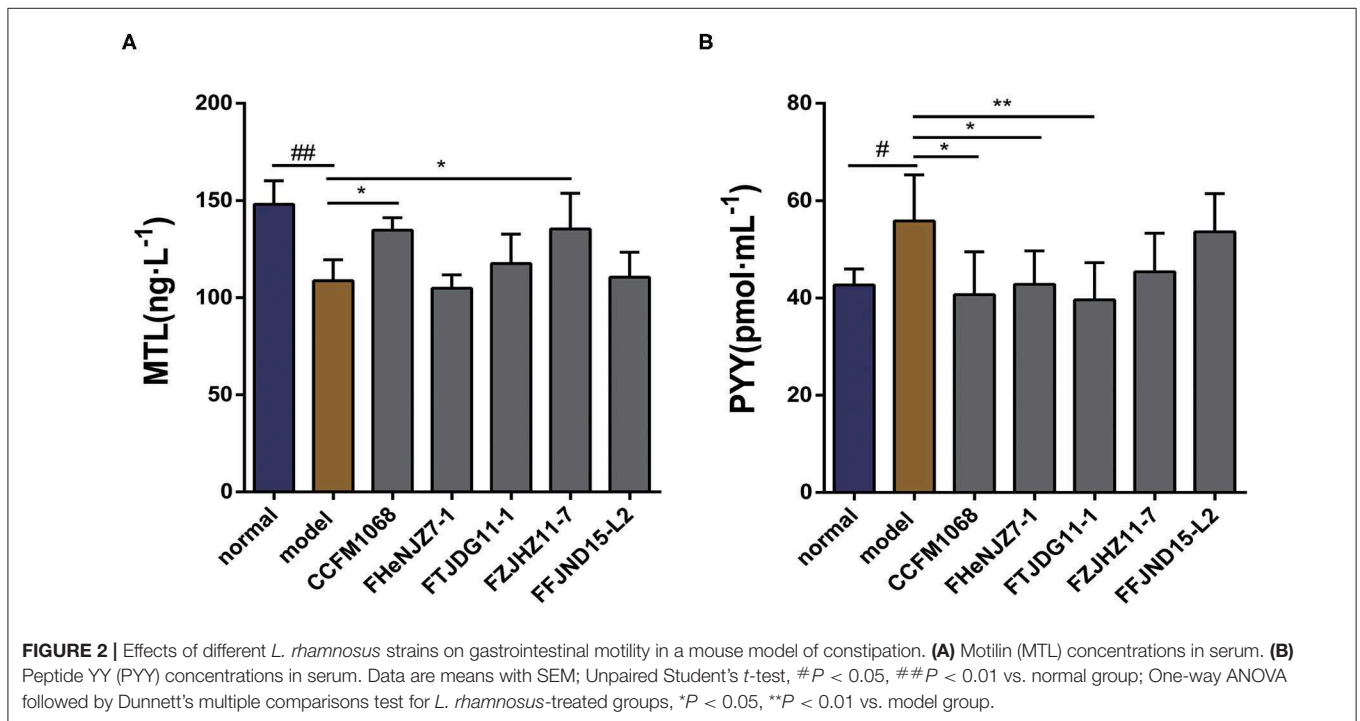 A
B
200
150
100
50
0
MTL(ng·L-1)
##
*
*
normal
model
CCFM1068
FHeNJZ7-1
FTJDG11-1
FZJHZ11-7
FFJND15-L2
80
60
40
20
0
PYY(pmol·mL-1)
**
*
#
*
normal
model
CCFM1068
FHeNJZ7-1
FTJDG11-1
FZJHZ11-7
FFJND15-L2
FIGURE 2 | Effects of different L. rhamnosus strains on gastrointestinal motility in a mouse model of constipation. (A) Motilin (MTL) concentrations in serum. (B)
Peptide YY (PYY) concentrations in serum. Data are means with SEM; Unpaired Student's t-test, #P < 0.05, ##P < 0.01 vs. normal group; One-way ANOVA
followed by Dunnett's multiple comparisons test for L. rhamnosus-treated groups, *P < 0.05, **P < 0.01 vs. model group.